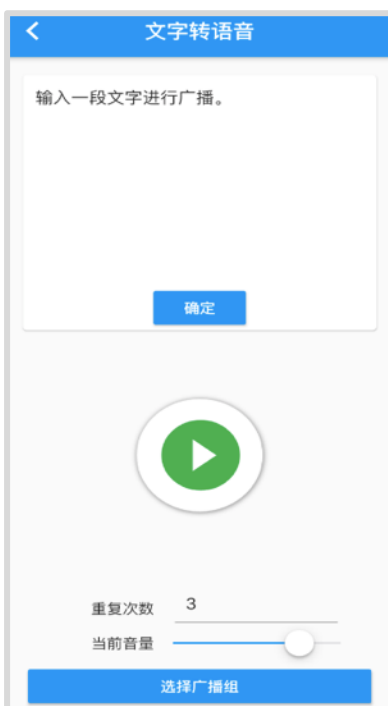 文字转语音
输入一段文字进行广播。
确定
重复次数 3
当前音量
选择广播组